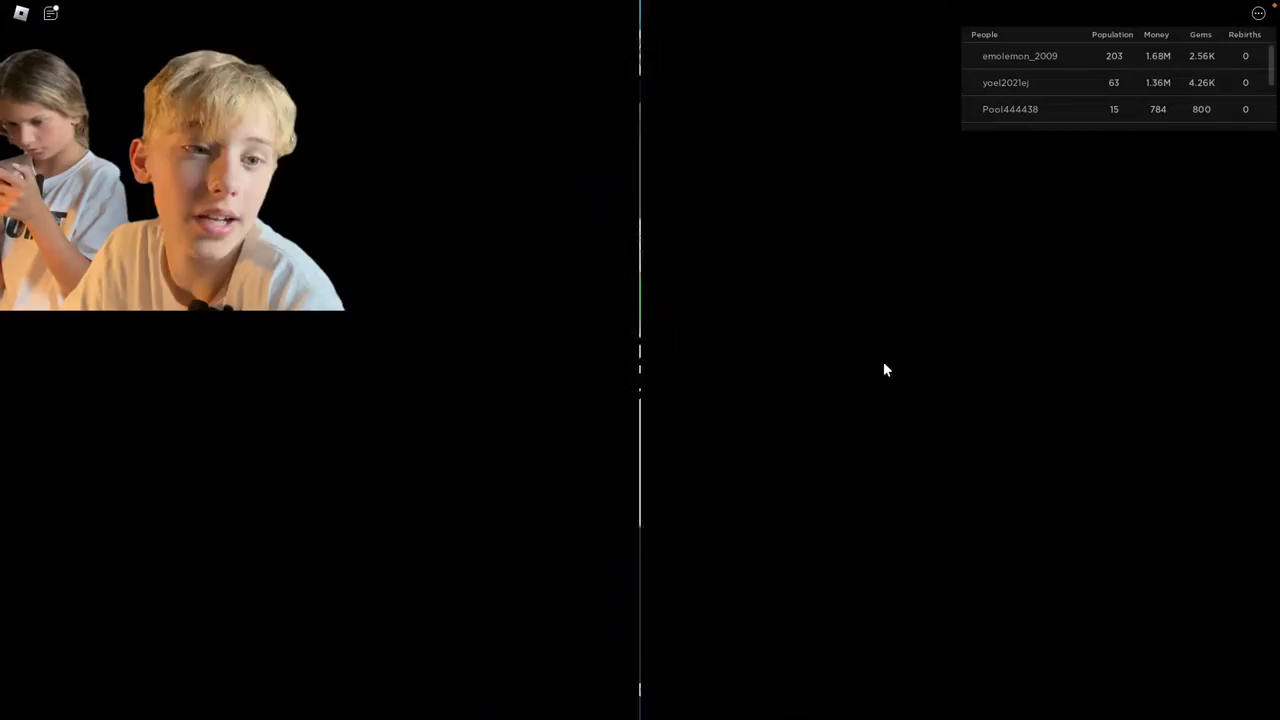 People Population Money Gems Rebirths
emolemon_2009 203 1.68M 2.56K 0
yoel2021ej 63 1.36M 4.26K 0
Pool444438 15 784 800 0